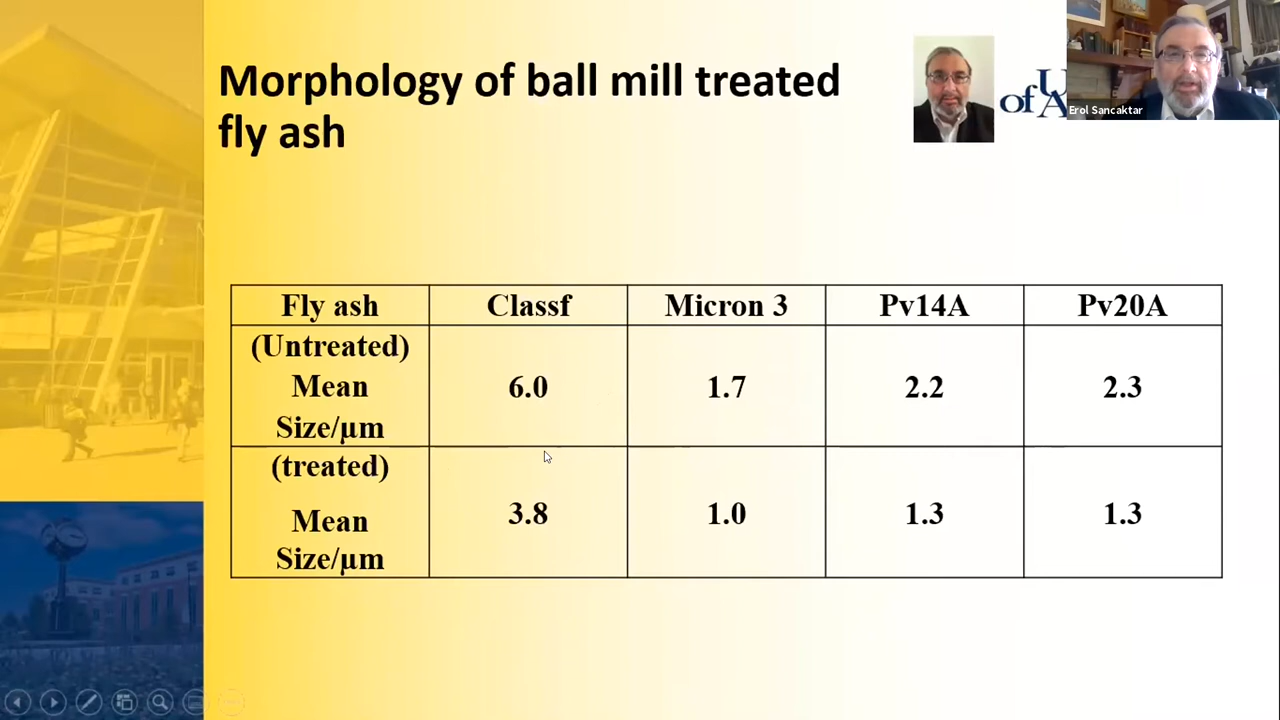 Morphology of ball mill treated
fly ash
U
of A
Erol Sancaktar
Fly ash Classf Micron 3 Pv14A Pv20A
(Untreated)
Mean
Size/µm
6.0 1.7 2.2 2.3
(treated)
Mean
Size/µm
3.8 1.0 1.3 1.3